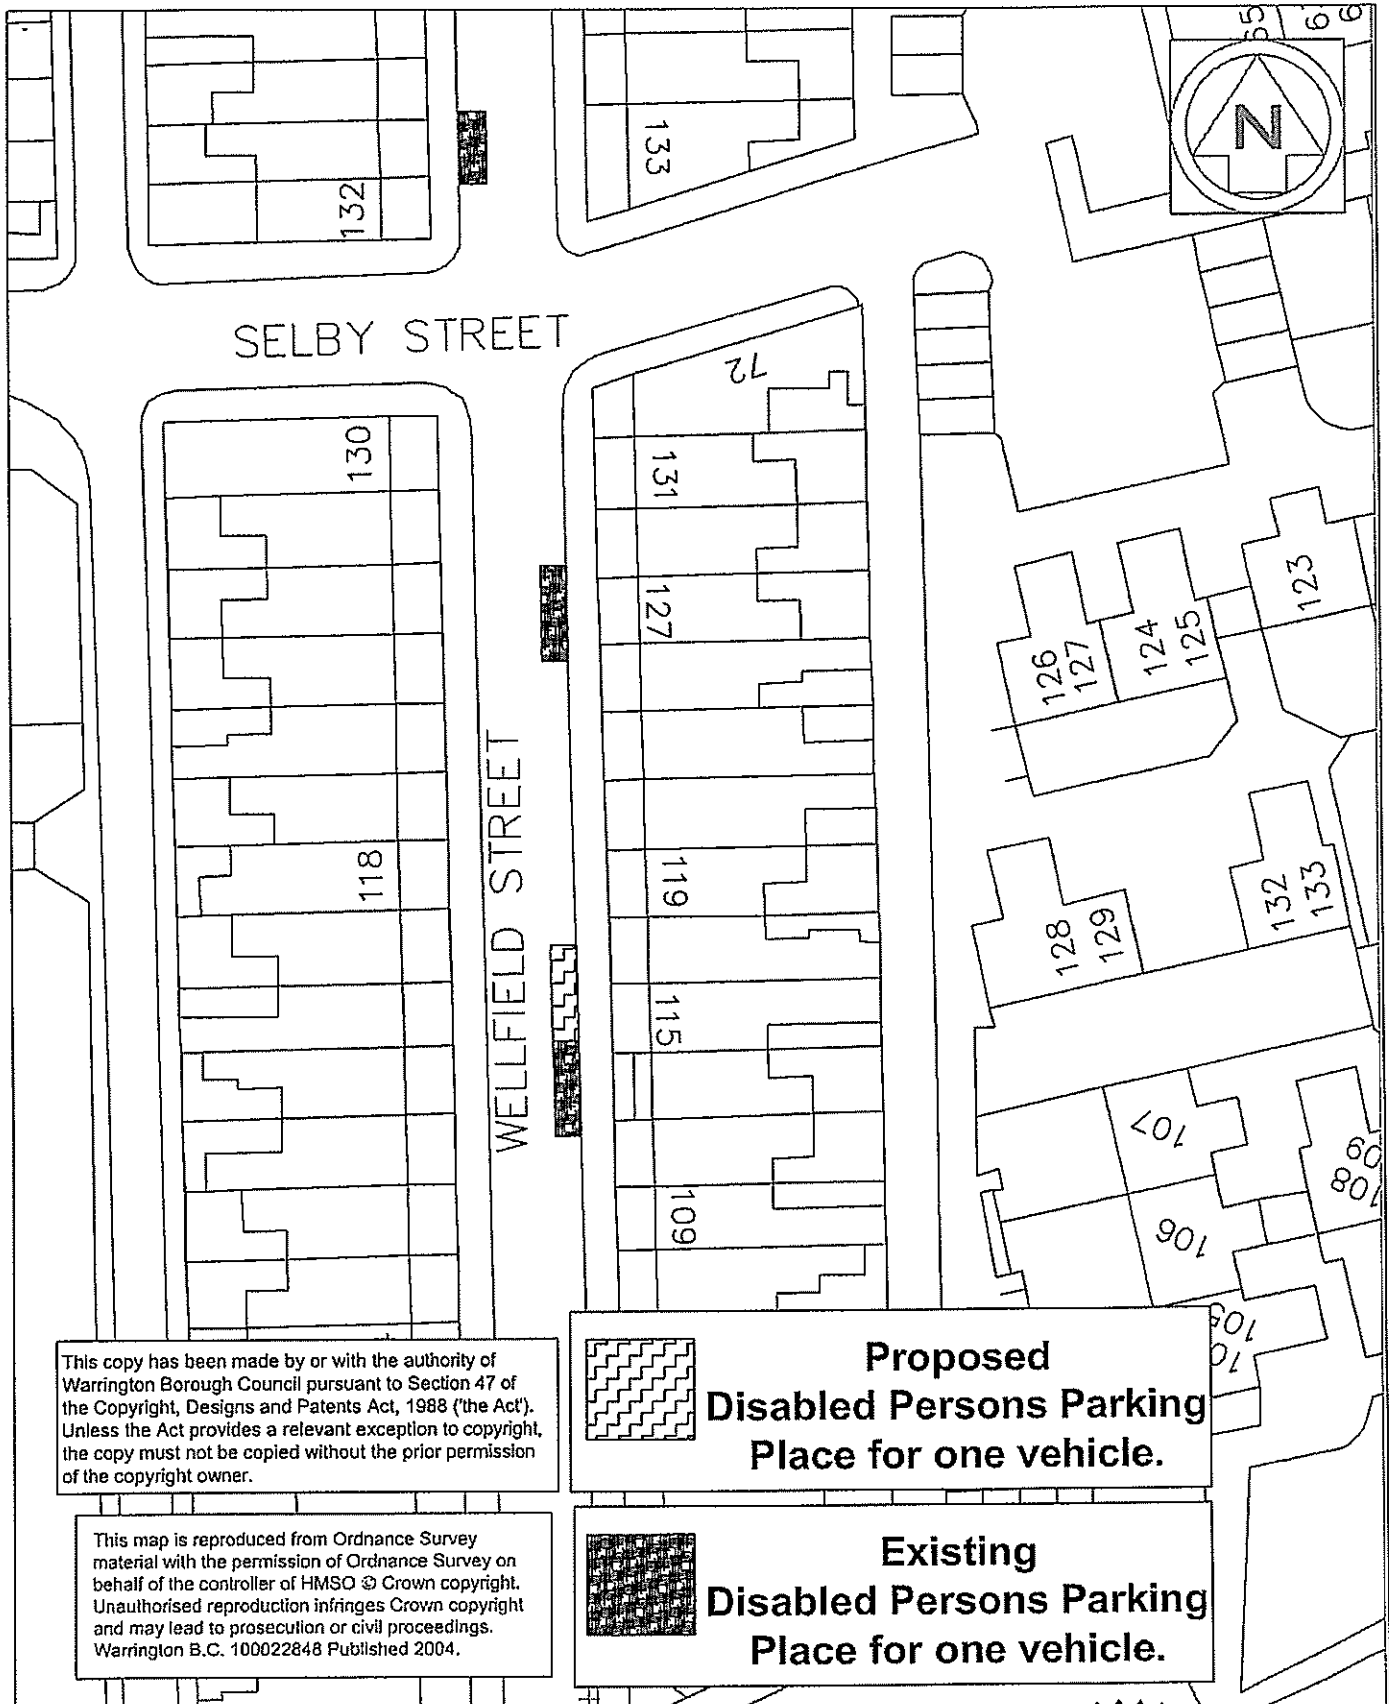 65
N
133
132
SELBY STREET
72
130
131
127
123
126
127
124
125
WELLFIELD STREET
118
119
132
133
128
129
115
107
109
108
109
106
105
This copy has been made by or with the authority of
Warrington Borough Council pursuant to Section 47 of
the Copyright, Designs and Patents Act, 1988 ('the Act').
Unless the Act provides a relevant exception to copyright,
the copy must not be copied without the prior permission
of the copyright owner.
Proposed
Disabled Persons Parking
Place for one vehicle.
This map is reproduced from Ordnance Survey
material with the permission of Ordnance Survey on
behalf of the controller of HMSO © Crown copyright.
Unauthorised reproduction infringes Crown copyright
and may lead to prosecution or civil proceedings.
Warrington B.C. 100022848 Published 2004.
Existing
Disabled Persons Parking
Place for one vehicle.